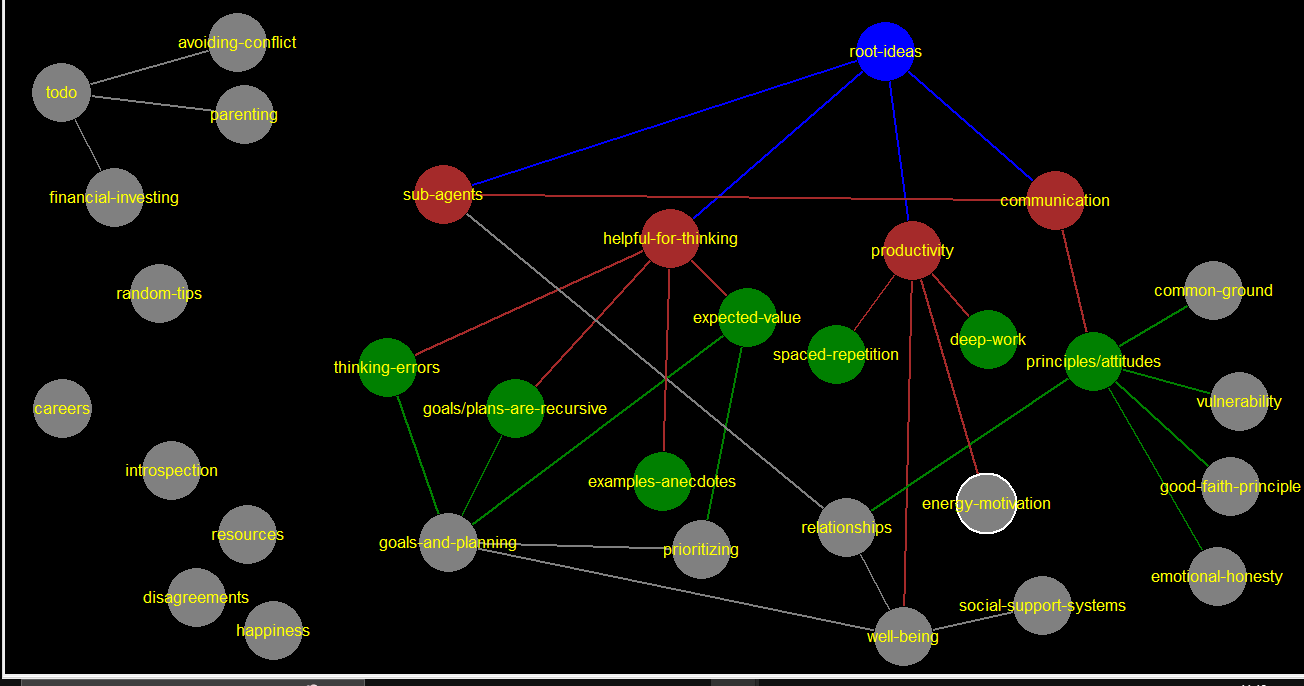 avoiding-conflict
root-ideas
todo
parenting
sub-agents
financial-investing
communication
helpful-for-thinking
productivity
random-tips
common-ground
expected-value
deep-work
spaced-repetition
principles/attitudes
thinking-errors
vulnerability
careers
goals/plans-are-recursive
introspection
examples-anecdotes
good-faith-principle
energy-motivation
relationships
resources
goals-and-planning
prioritizing
emotional-honesty
disagreements
social-support-systems
happiness
well-being